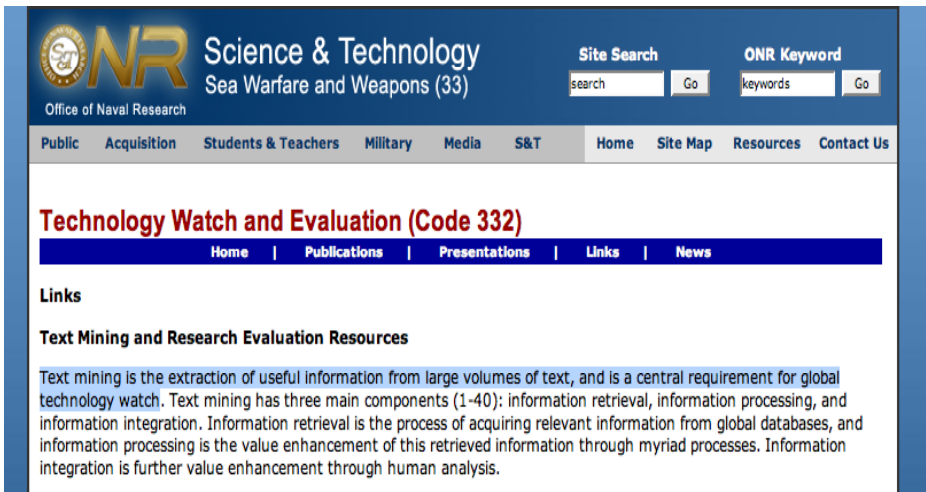 ONR
Office of Naval Research
Science & Technology
Sea Warfare and Weapons (33)
Site Search
search Go
ONR Keyword
keywords Go
Public Acquisition Students & Teachers Military Media S&T Home Site Map Resources Contact Us
Technology Watch and Evaluation (Code 332)
Home | Publications | Presentations | Links | News
Links
Text Mining and Research Evaluation Resources
Text mining is the extraction of useful information from large volumes of text, and is a central requirement for global
technology watch. Text mining has three main components (1-40): information retrieval, information processing, and
information integration. Information retrieval is the process of acquiring relevant information from global databases, and
information processing is the value enhancement of this retrieved information through myriad processes. Information
integration is further value enhancement through human analysis.